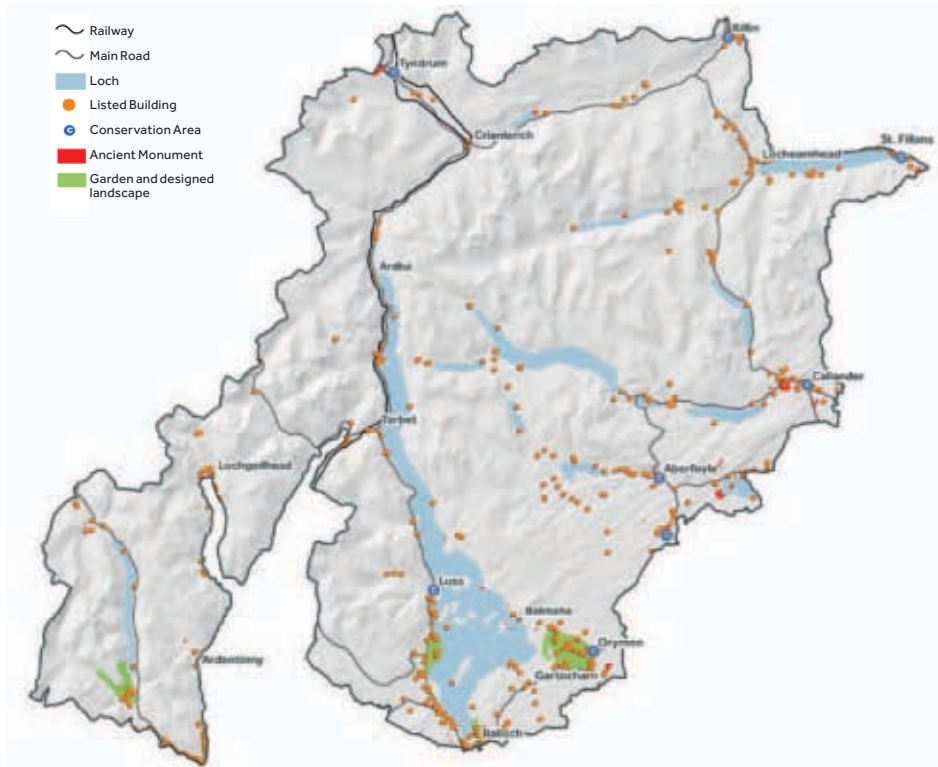 Railway
Main Road
Loch
Listed Building
C
Conservation Area
Ancient Monument
Garden and designed
landscape
Killin
Tyndrum
Crianlarich
St. Fillans
Lochearnhead
Ardlui
Callander
Tarbet
Lochgoilhead
Aberfoyle
Luss
Balmaha
Drymen
Gartocharn
Ardentinny
Balloch